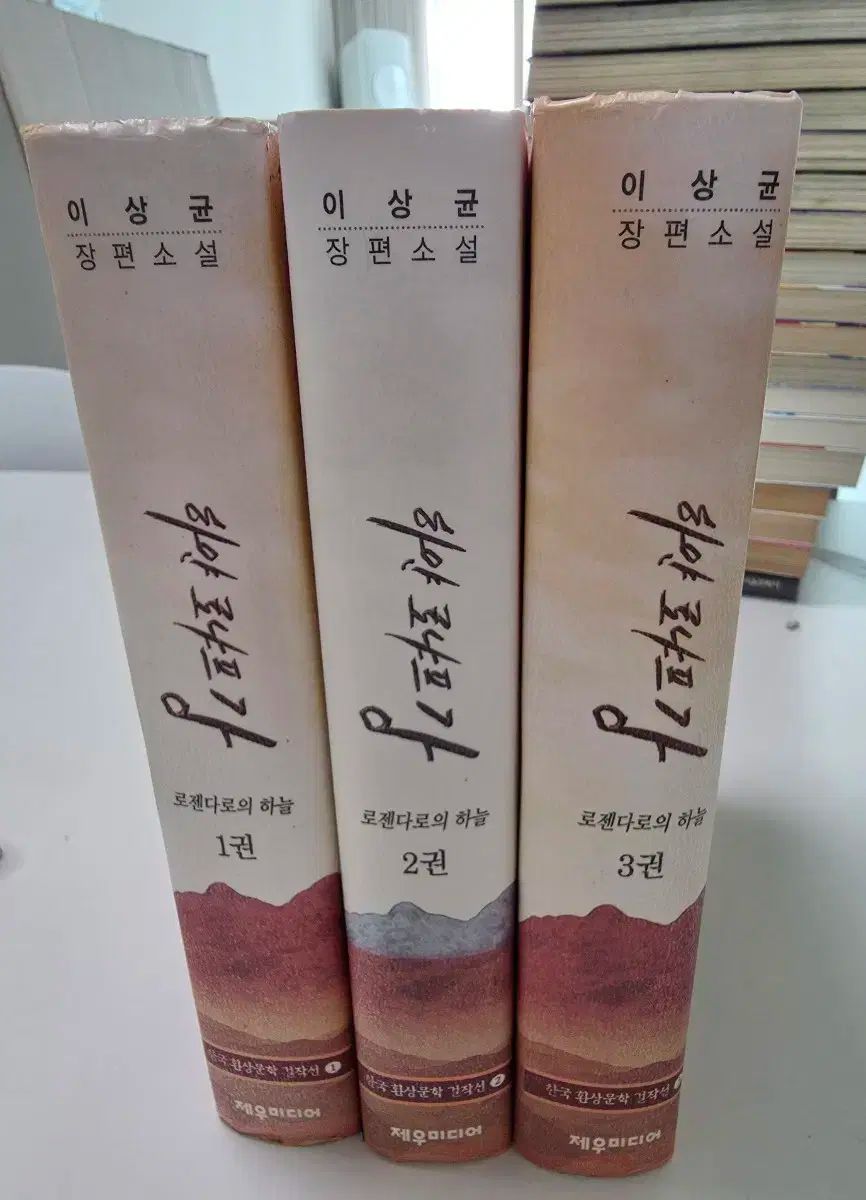 이상균
장편소설
하얀 로냐프 강
로젠다로의 하늘
1권
한국 환상문학 걸작선 1
제우미디어
이상균
장편소설
하얀 로냐프 강
로젠다로의 하늘
2권
한국 환상문학 걸작선 2
제우미디어
이상균
장편소설
하얀 로냐프 강
로젠다로의 하늘
3권
한국 환상문학 걸작선
제우미디어